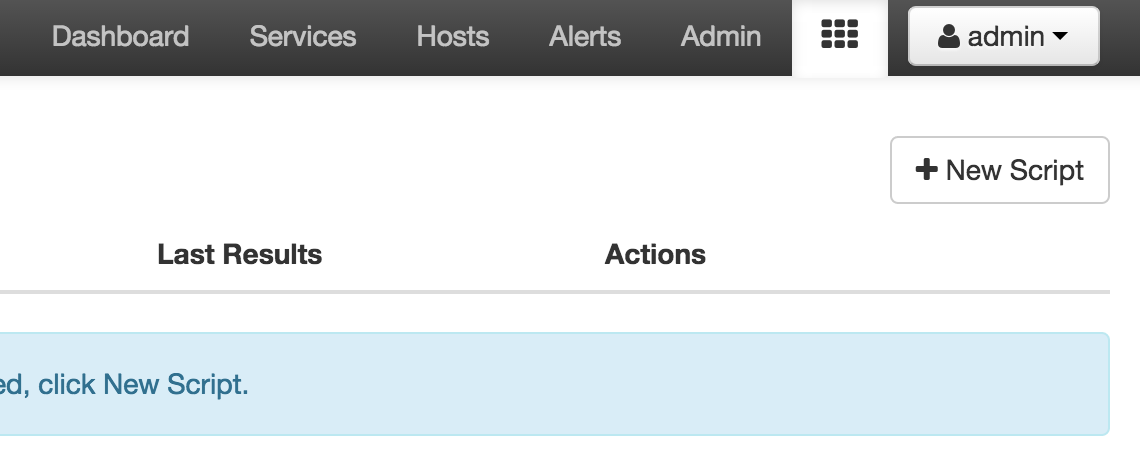 Dashboard Services Hosts Alerts Admin admin
New Script
Last Results Actions
ed, click New Script.